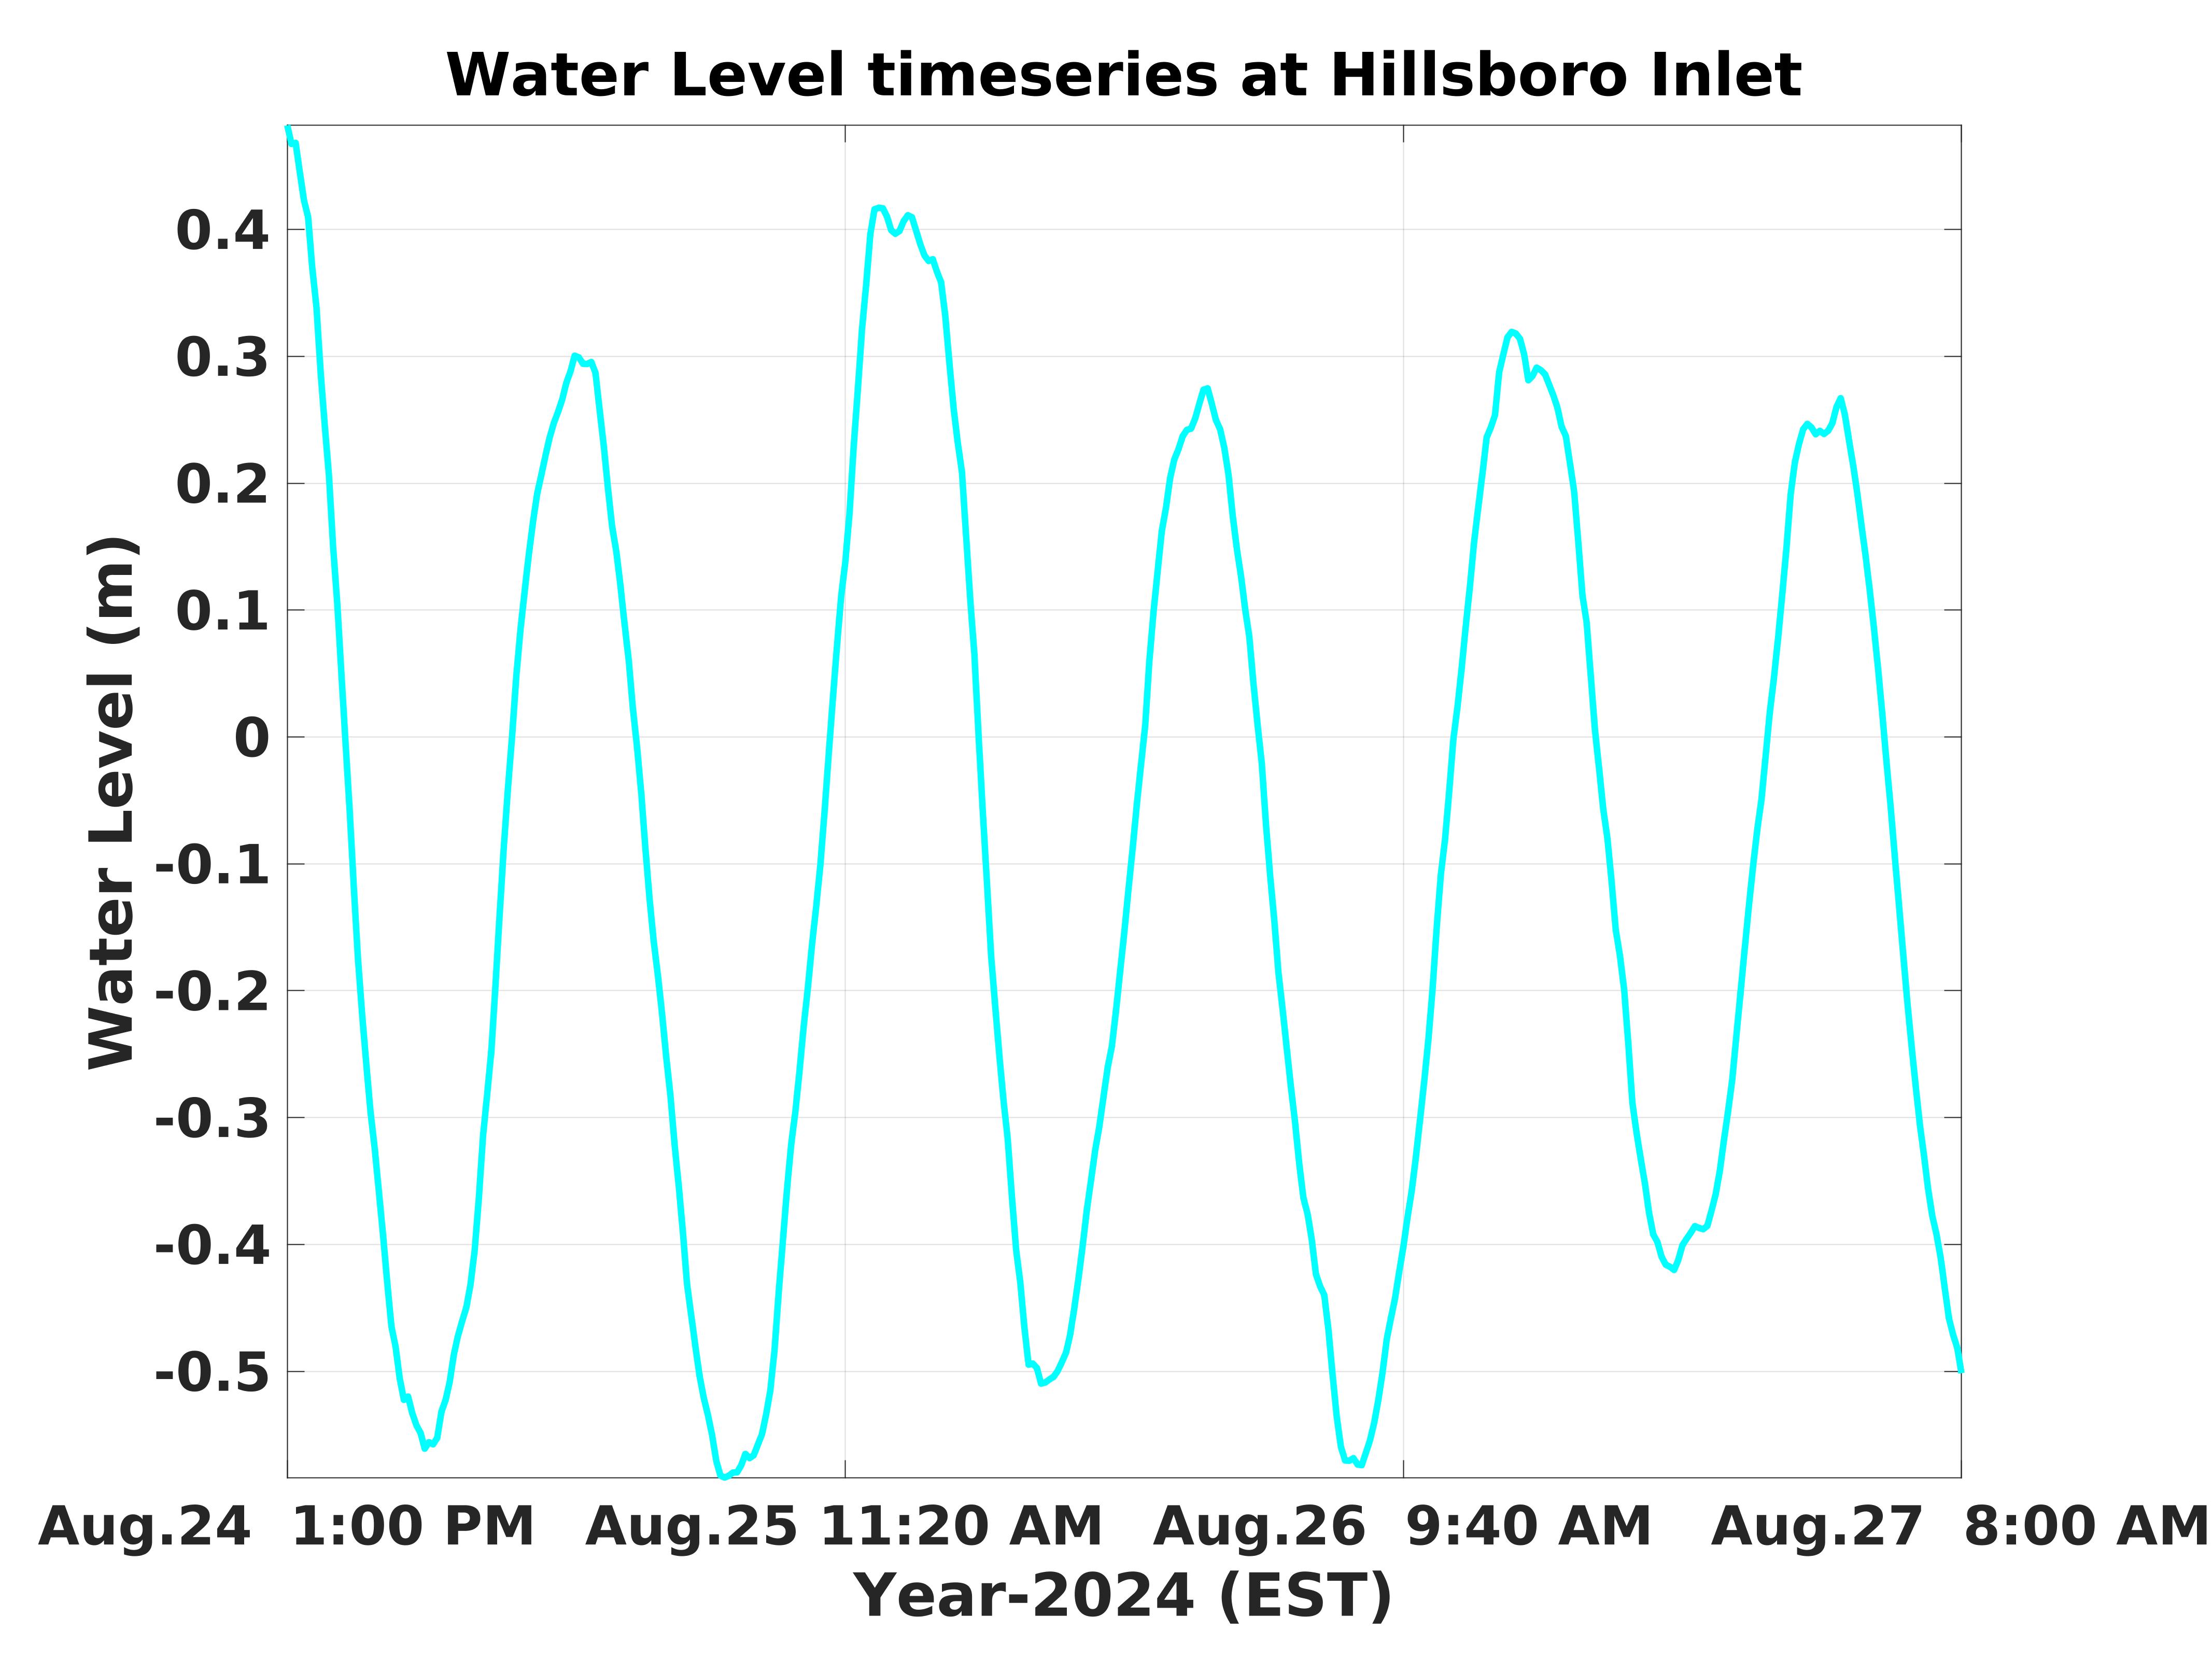 Water Level timeseries at Hillsboro Inlet
Water Level (m)
0.4
0.3
0.2
0.1
0
-0.1
-0.2
-0.3
-0.4
-0.5
Aug.24 1:00 PM Aug.25 11:20 AM Aug.26 9:40 AM Aug.27 8:00 AM
Year-2024 (EST)